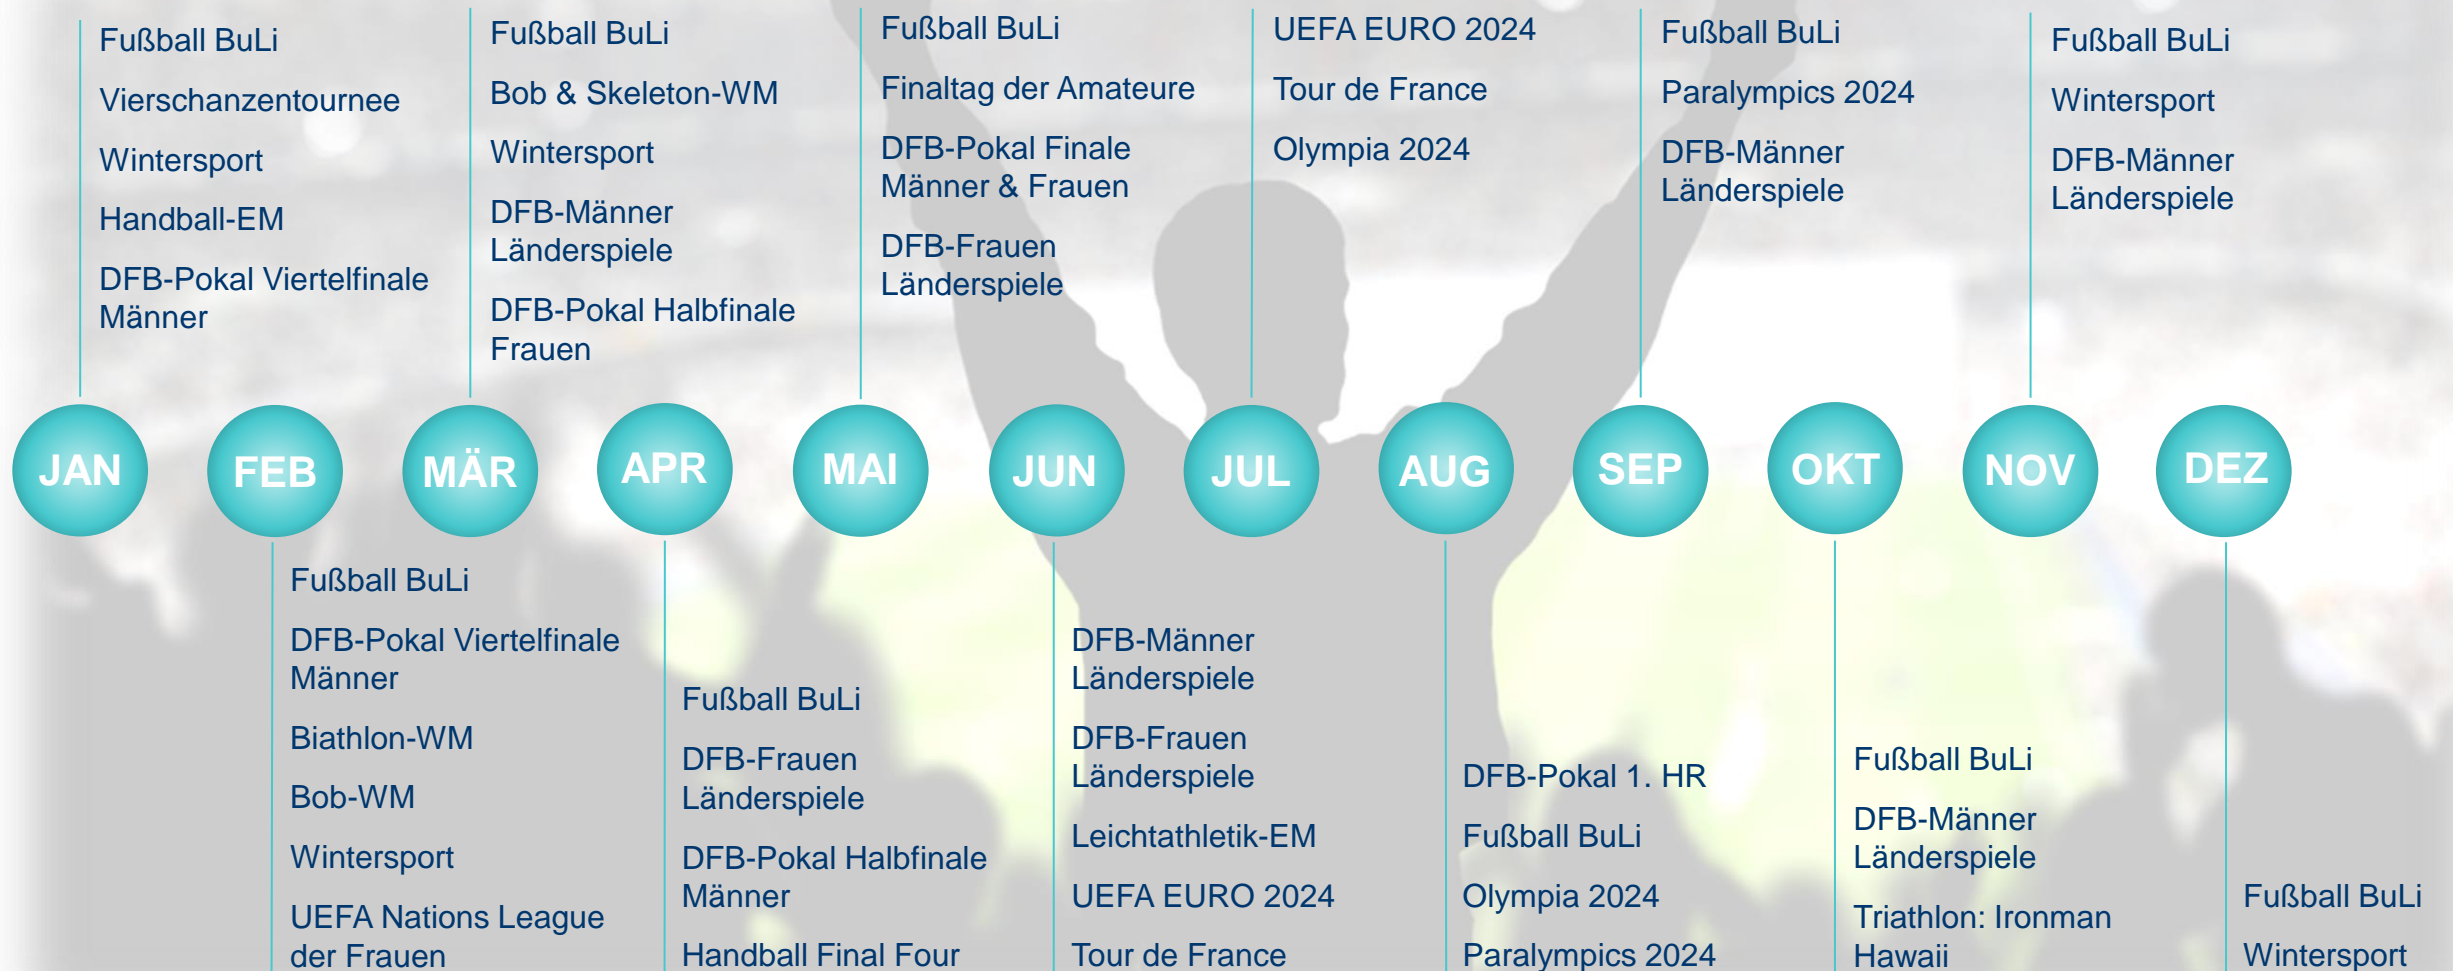 Fußball BuLi
Vierschanzentournee
Wintersport
Handball-EM
DFB-Pokal Viertelfinale
Männer
Fußball BuLi
Bob & Skeleton-WM
Wintersport
DFB-Männer
Länderspiele
DFB-Pokal Halbfinale
Frauen
Fußball BuLi
Finaltag der Amateure
DFB-Pokal Finale
Männer & Frauen
DFB-Frauen
Länderspiele
UEFA EURO 2024
Tour de France
Olympia 2024
Fußball BuLi
Paralympics 2024
DFB-Männer
Länderspiele
Fußball BuLi
Wintersport
DFB-Männer
Länderspiele
JAN
FEB
MÄR
APR
MAI
JUN
JUL
AUG
SEP
OKT
NOV
DEZ
Fußball BuLi
DFB-Pokal Viertelfinale
Männer
Biathlon-WM
Bob-WM
Wintersport
UEFA Nations League
der Frauen
Fußball BuLi
DFB-Frauen
Länderspiele
DFB-Pokal Halbfinale
Männer
Handball Final Four
DFB-Männer
Länderspiele
DFB-Frauen
Länderspiele
Leichtathletik-EM
UEFA EURO 2024
Tour de France
DFB-Pokal 1. HR
Fußball BuLi
Olympia 2024
Paralympics 2024
Fußball BuLi
DFB-Männer
Länderspiele
Triathlon: Ironman
Hawaii
Fußball BuLi
Wintersport